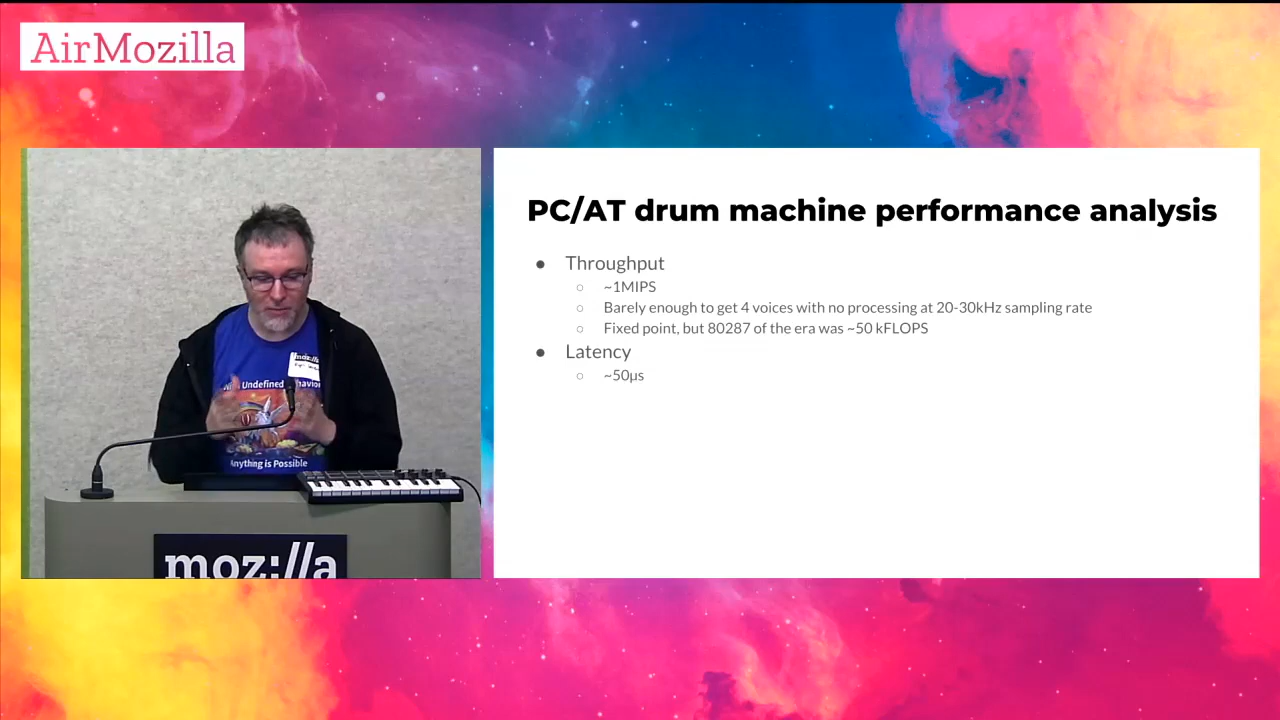 AirMozilla
PC/AT drum machine performance analysis
● Throughput
○ ~1MIPS
○ Barely enough to get 4 voices with no processing at 20-30kHz sampling rate
○ Fixed point, but 80287 of the era was ~50 kFLOPS
● Latency
○ ~50μs
moz://a
Undefined
Anything is Possible
moz://a